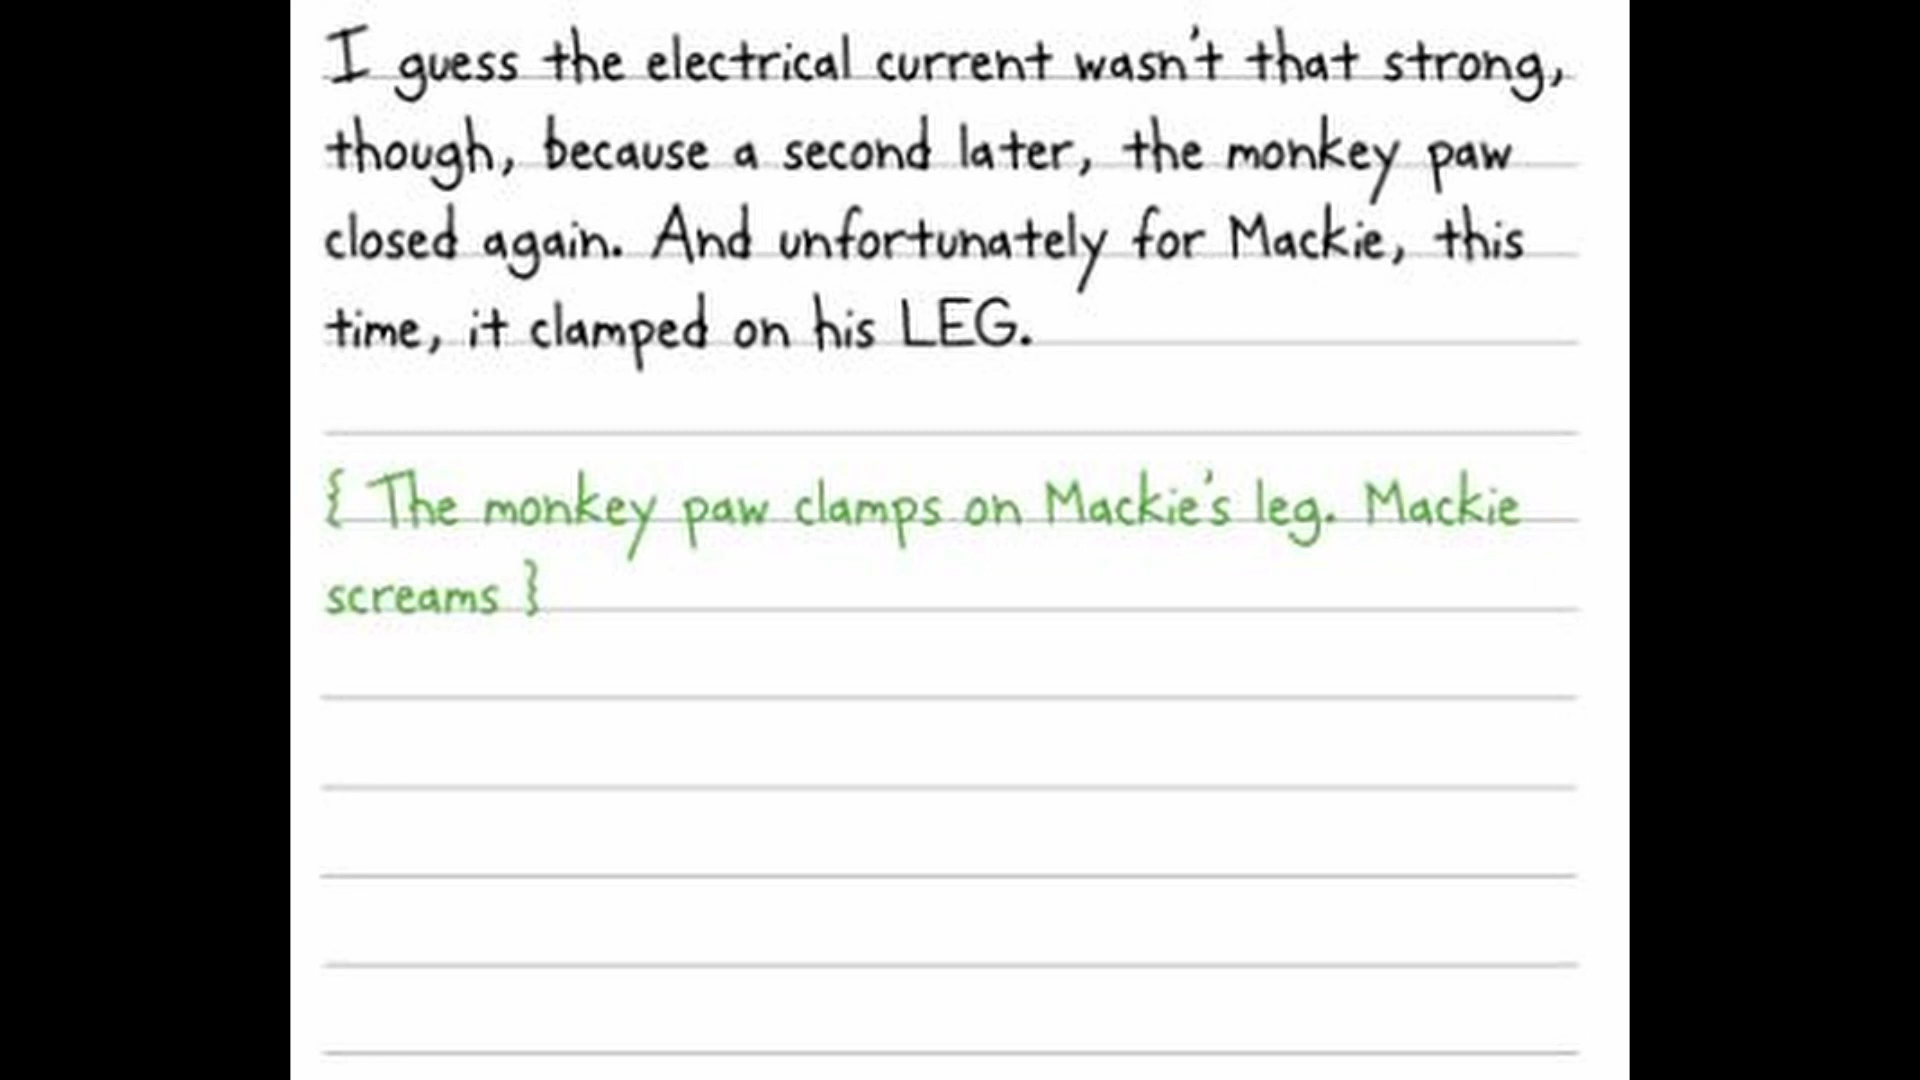 I guess the electrical current wasn't that strong,
though, because a second later, the monkey paw
closed again. And unfortunately for Mackie, this
time, it clamped on his LEG.
{ The monkey paw clamps on Mackie's leg. Mackie
screams }